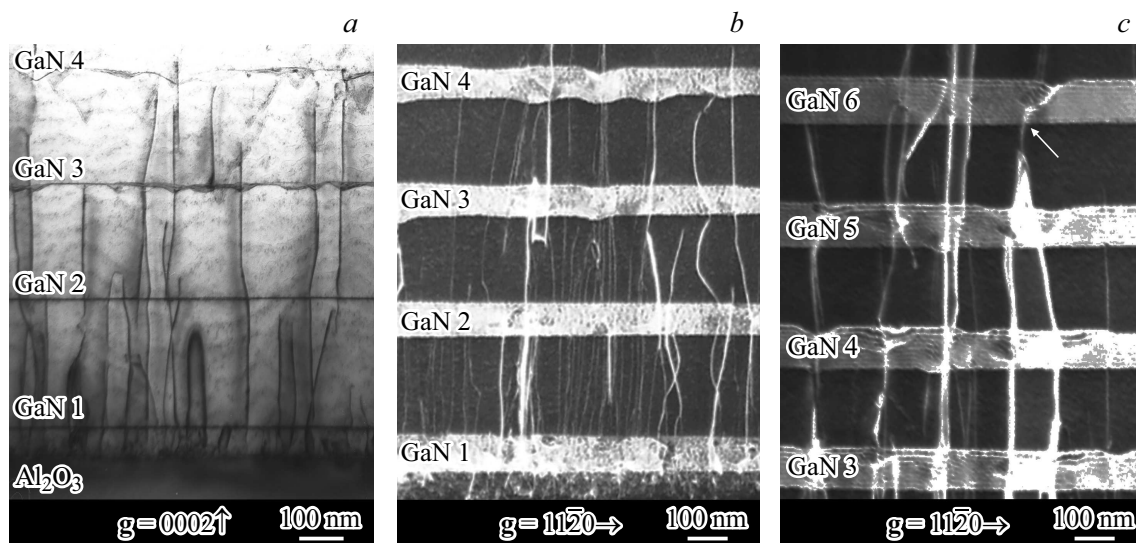 a
GaN 4
GaN 3
GaN 2
GaN 1
Al₂O₃
g = 0002↑
100 nm
b
GaN 4
GaN 3
GaN 2
GaN 1
g = 112̅0→
100 nm
c
GaN 6
GaN 5
GaN 4
GaN 3
g = 112̅0→
100 nm